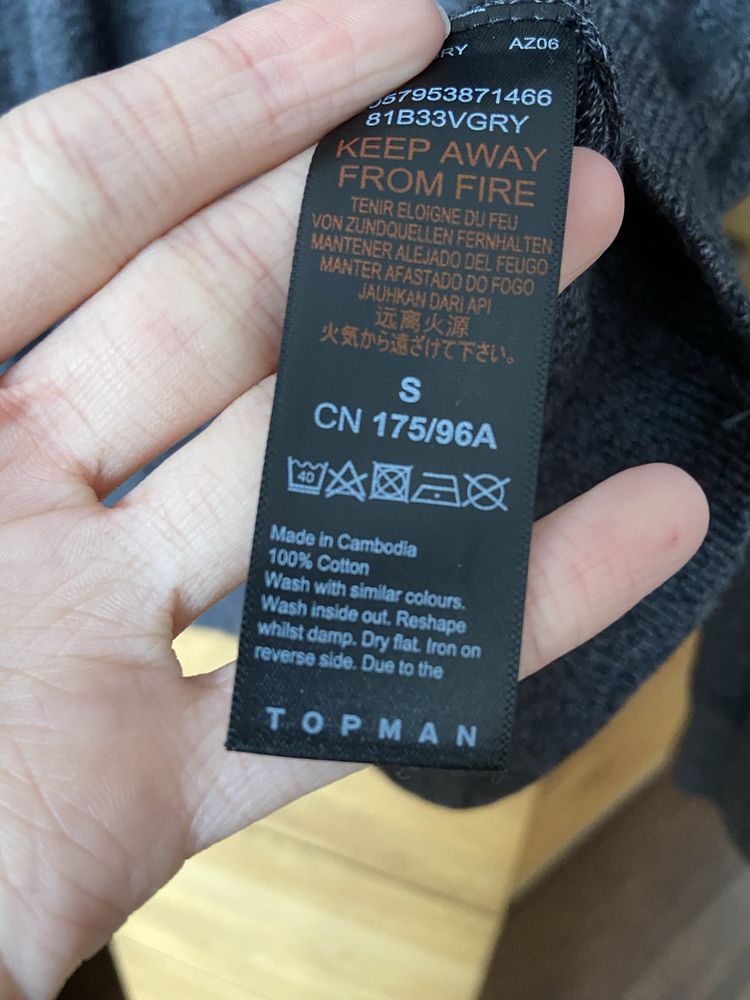 RY AZ06
57953871466
81B33VGRY
KEEP AWAY
FROM FIRE
TENIR ELOIGNE DU FEU
VON ZUNDQUELLEN FERNHALTEN
MANTENER ALEJADO DEL FEUGO
MANTER AFASTADO DO FOGO
JAUHKAN DARI API
远离火源
火気から遠ざけて下さい。
S
CN 175/96A
40
Made in Cambodia
100% Cotton
Wash with similar colours.
Wash inside out. Reshape
whilst damp. Dry flat. Iron on
reverse side. Due to the
TOPMAN